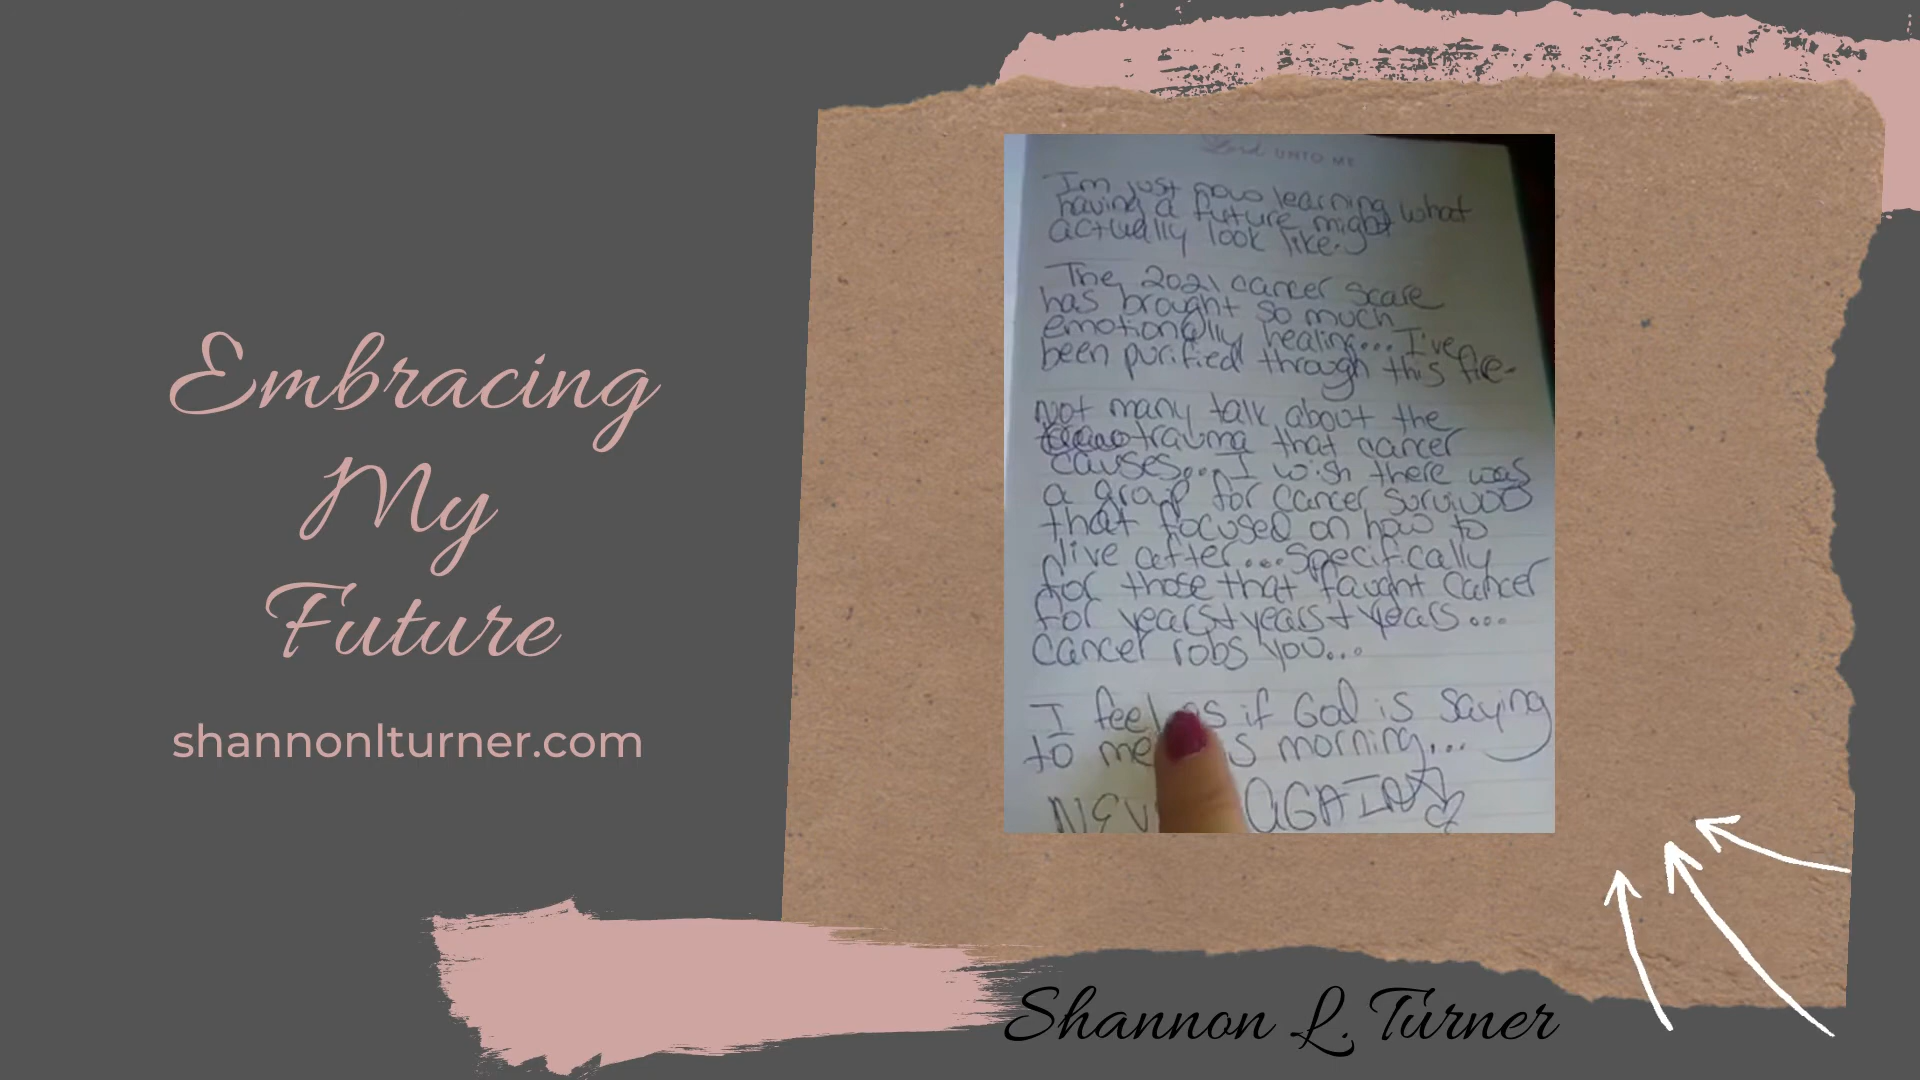 Embracing
My
Future
shannonlturner.com
Lord UNTO ME
I'm just now learning what
having a future might
actually look like.
The 2021 cancer scare
has brought so much
emotionally healing... I've
been purified through this fire.
Not many talk about the
trauma that cancer
causes... I wish there was
a group for cancer
that focused on how to
live after... Specifically
for those that faught cancer
for years + years + years...
cancer robs you...
I feel as if God is saying
to me morning...
AGAIN
Shannon L. Turner